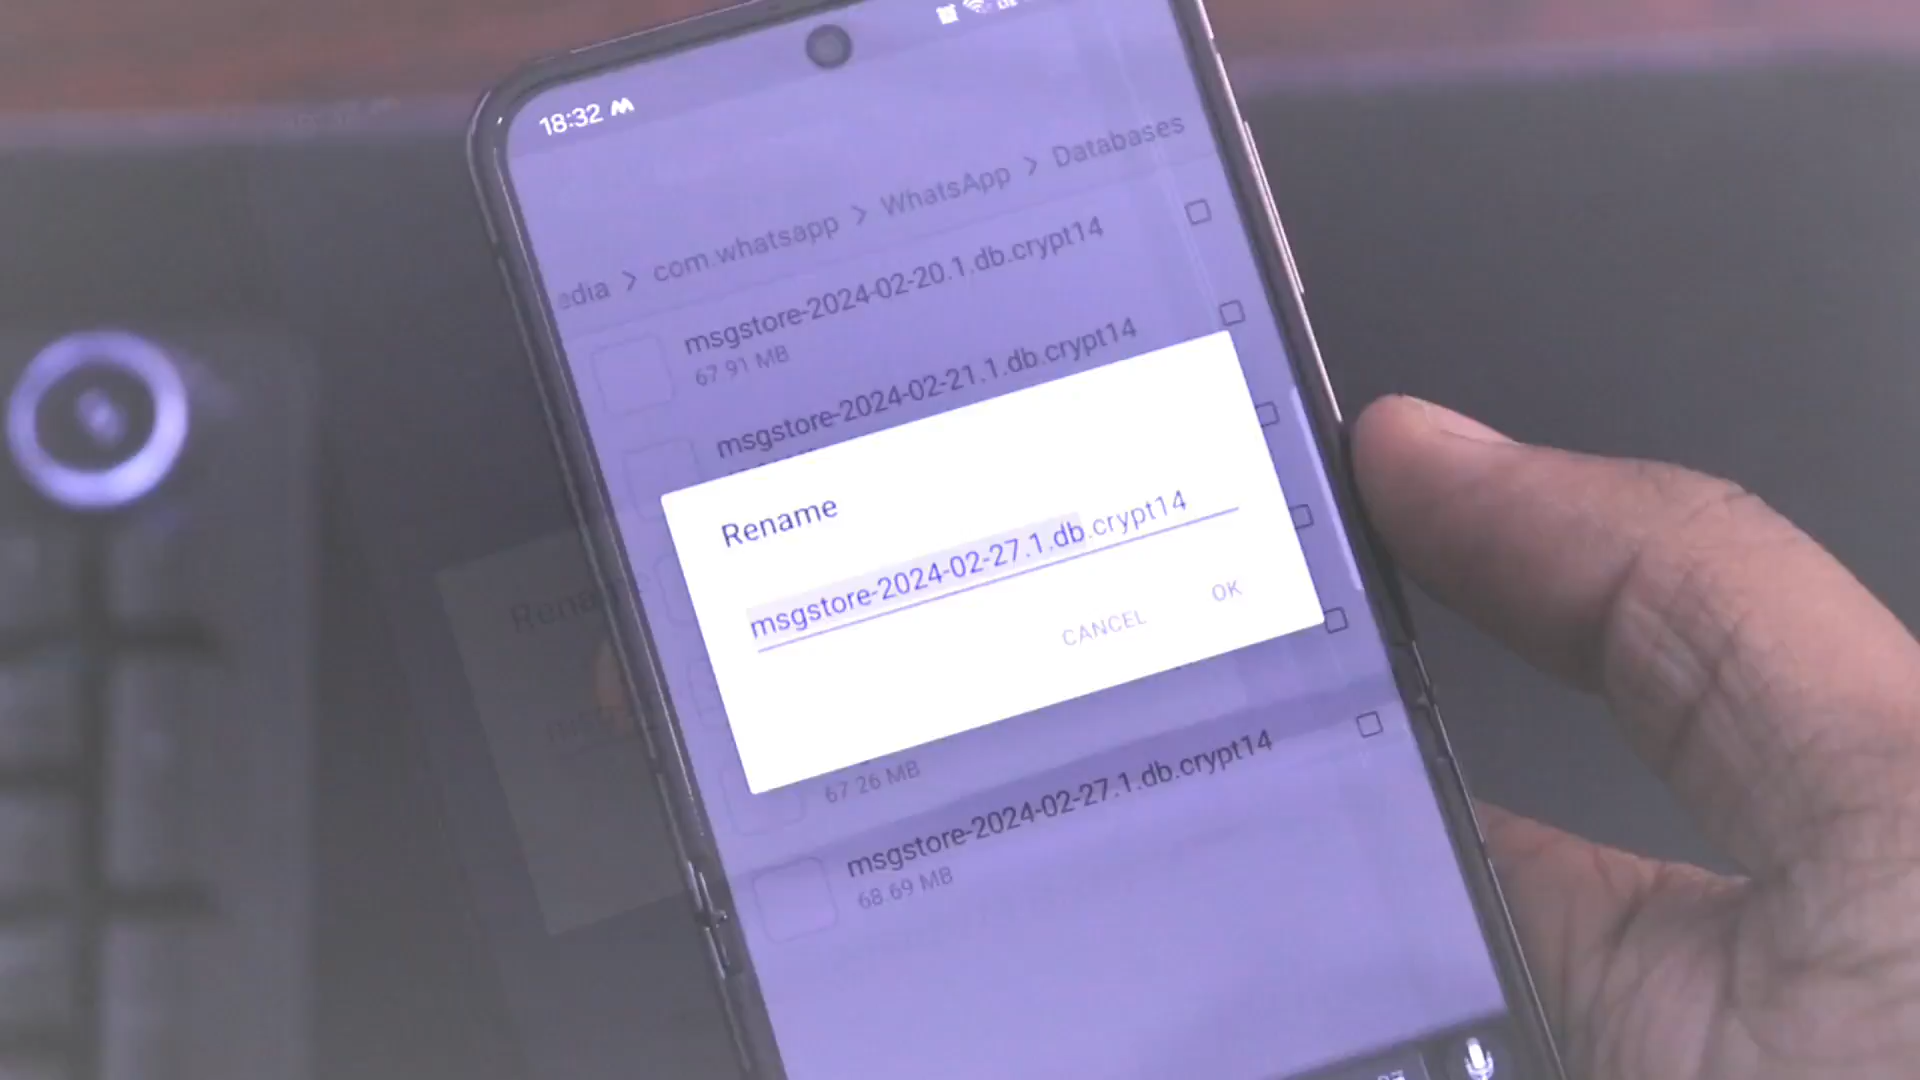 18:32
edia > com.whatsapp > WhatsApp > Databases
msgstore-2024-02-20.1.db.crypt14
67.91 MB
msgstore-2024-02-21.1.db.crypt14
Rename
msgstore-2024-02-27.1.db.crypt14
CANCEL
OK
67.26 MB
msgstore-2024-02-27.1.db.crypt14
68.69 MB